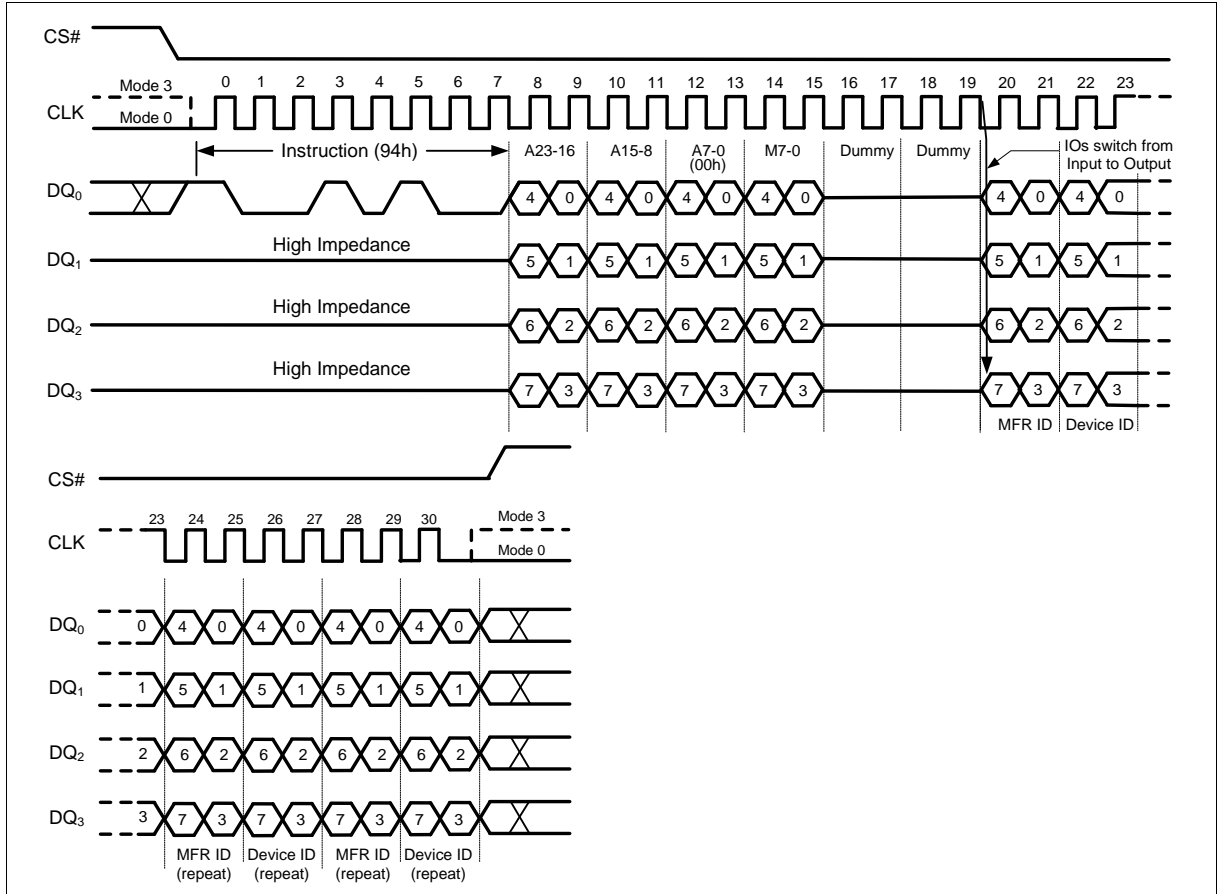 CS#
0 1 2 3 4 5 6 7 8 9 10 11 12 13 14 15 16 17 18 19 20 21 22 23
Mode 3
CLK
Mode 0
Instruction (94h) A23-16 A15-8 A7-0 M7-0 Dummy Dummy IOs switch from
(00h) Input to Output
DQ0 4 0 4 0 4 0 4 0 4 0 4 0
High Impedance
DQ1 5 1 5 1 5 1 5 1 5 1 5 1
High Impedance
DQ2 6 2 6 2 6 2 6 2 6 2 6 2
High Impedance
DQ3 7 3 7 3 7 3 7 3 7 3 7 3
MFR ID Device ID
CS#
23 24 25 26 27 28 29 30 Mode 3
CLK
Mode 0
DQ0 0 4 0 4 0 4 0 4 0
DQ1 1 5 1 5 1 5 1 5 1
DQ2 2 6 2 6 2 6 2 6 2
DQ3 3 7 3 7 3 7 3 7 3
MFR ID Device ID MFR ID Device ID
(repeat) (repeat) (repeat) (repeat)